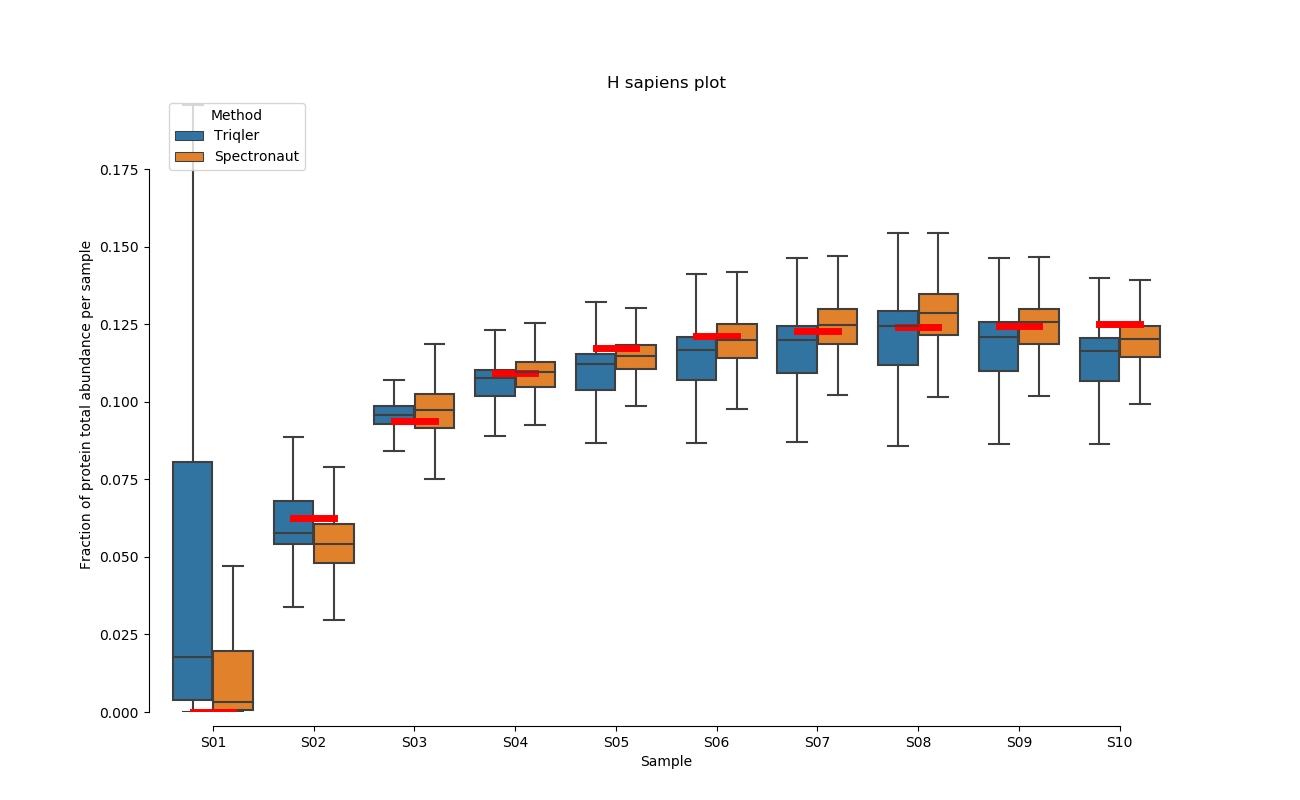 H sapiens plot
Method
Triqler
Spectronaut
Fraction of protein total abundance per sample
0.175
0.150
0.125
0.100
0.075
0.050
0.025
0.000
S01 S02 S03 S04 S05 S06 S07 S08 S09 S10
Sample